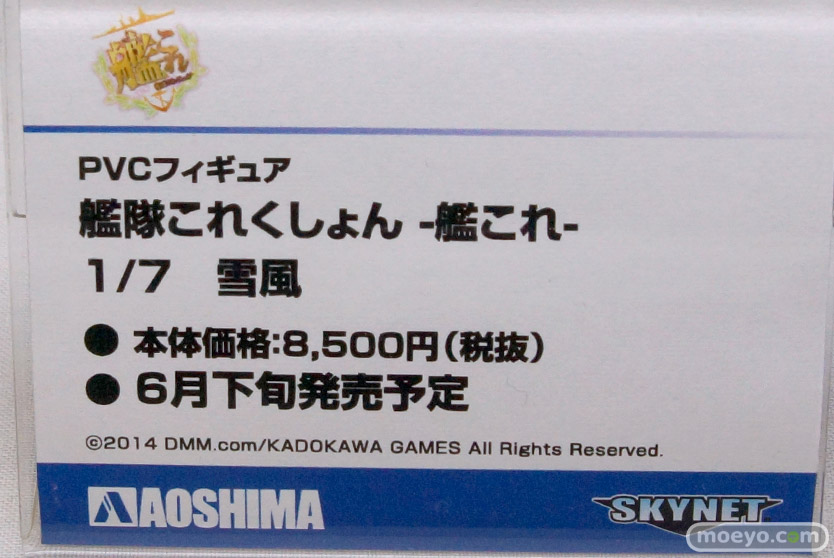 艦これ
PVCフィギュア
艦隊これくしょん -艦これ-
1/7　雪風
● 本体価格:8,500円(税抜)
● 6月下旬発売予定
©2014 DMM.com/KADOKAWA GAMES All Rights Reserved.
AOSHIMA
SKYNET
moeyo.com